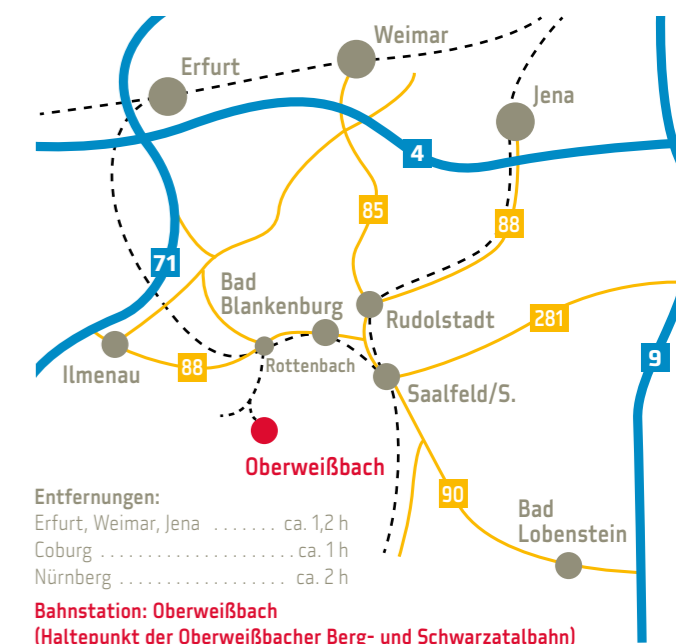 Weimar
Erfurt
Jena
4
85
88
71
Bad
Blankenburg
Rudolstadt
281
Ilmenau
88
Rottenbach
9
Saalfeld/S.
Oberweißbach
90
Bad
Lobenstein
Entfernungen:
Erfurt, Weimar, Jena ....... ca. 1,2 h
Coburg .................... ca. 1 h
Nürnberg .................. ca. 2 h
Bahnstation: Oberweißbach
(Haltepunkt der Oberweißbacher Berg- und Schwarzatalbahn)